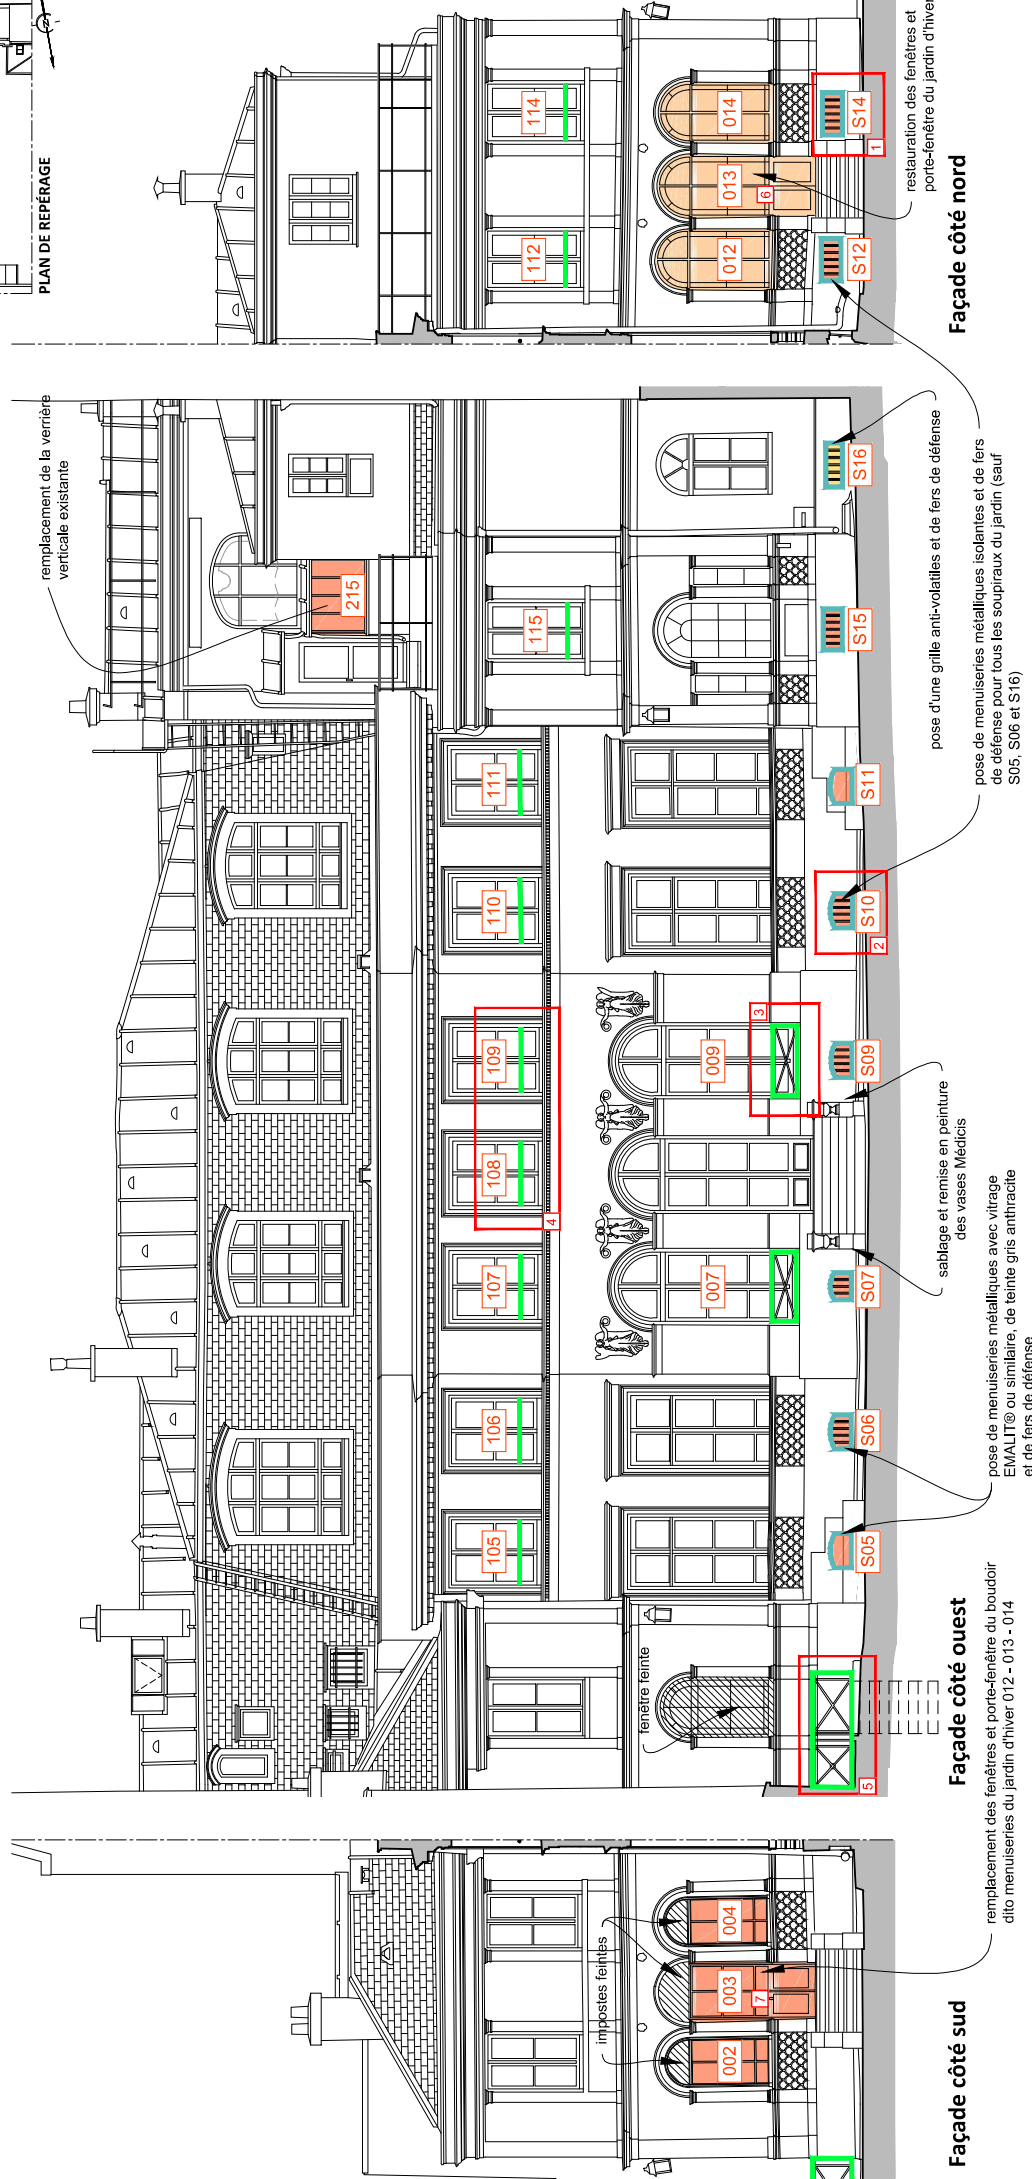 PLAN DE REPÉRAGE
N
remplacement de la verrière
verticale existante
215
105
106
107
108
109
110
111
115
112
114
4
fenêtre feinte
impostes feintes
002
003
004
7
007
009
3
012
013
014
6
5
S05
S06
S07
S09
S10
2
S11
S15
S16
S12
S14
1
Façade côté sud
Façade côté ouest
Façade côté nord
remplacement des fenêtres et porte-fenêtre du boudoir
dito menuiseries du jardin d'hiver 012 - 013 - 014
pose de menuiseries métalliques avec vitrage
EMALIT® ou similaire, de teinte gris anthracite
et de fers de défense
sablage et remise en peinture
des vases Médicis
pose d'une grille anti-volatiles et de fers de défense
pose de menuiseries métalliques isolantes et de fers
de défense pour tous les soupiraux du jardin (sauf
S05, S06 et S16)
restauration des fenêtres et
porte-fenêtre du jardin d'hiver